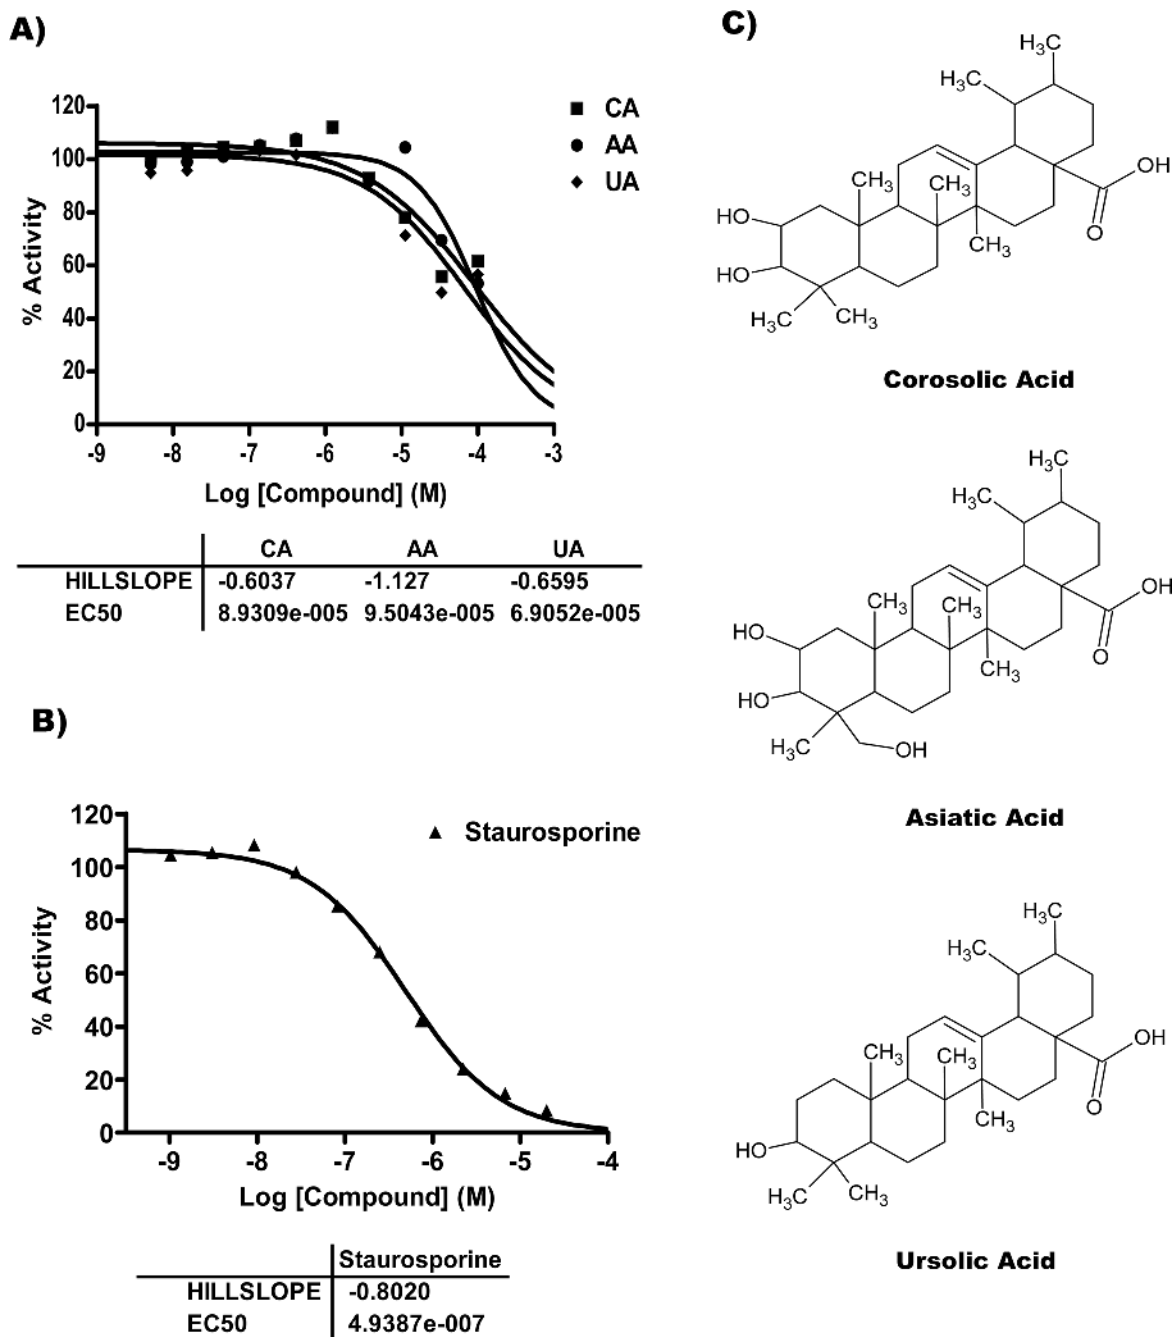 A)
120
100
80
60
40
20
0
% Activity
-9 -8 -7 -6 -5 -4 -3
Log [Compound] (M)
CA
AA
UA
CA AA UA
HILLSLOPE -0.6037 -1.127 -0.6595
EC50 8.9309e-005 9.5043e-005 6.9052e-005
B)
120
100
80
60
40
20
0
% Activity
Staurosporine
-9 -8 -7 -6 -5 -4
Log [Compound] (M)
Staurosporine
HILLSLOPE -0.8020
EC50 4.9387e-007
C)
H3C
H3C
OH
CH3 CH3
HO
O
CH3
HO
H3C CH3
Corosolic Acid
H3C
H3C
OH
CH3 CH3
HO
O
CH3
HO
H3C OH
Asiatic Acid
H3C
H3C
OH
CH3 CH3
O
CH3
HO
H3C CH3
Ursolic Acid